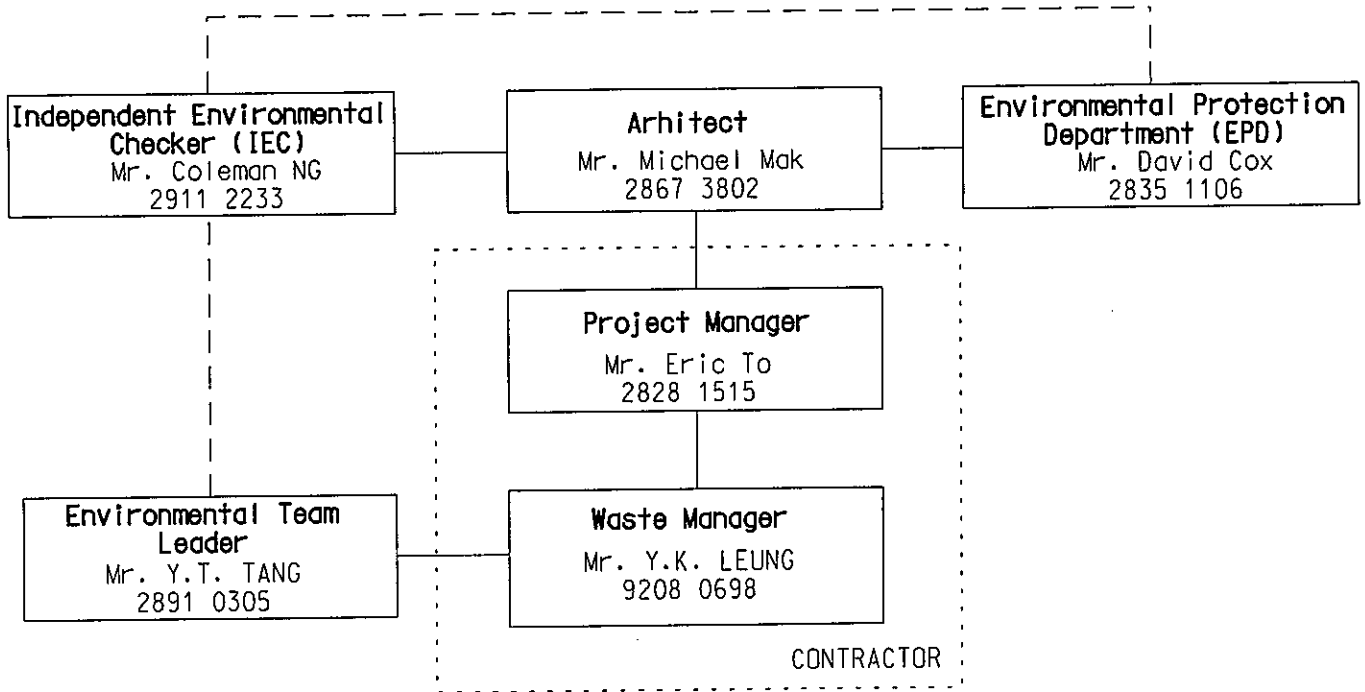 Independent Environmental
Checker (IEC)
Mr. Coleman NG
2911 2233
Arhitect
Mr. Michael Mak
2867 3802
Environmental Protection
Department (EPD)
Mr. David Cox
2835 1106
Project Manager
Mr. Eric To
2828 1515
Environmental Team
Leader
Mr. Y.T. TANG
2891 0305
Waste Manager
Mr. Y.K. LEUNG
9208 0698
CONTRACTOR